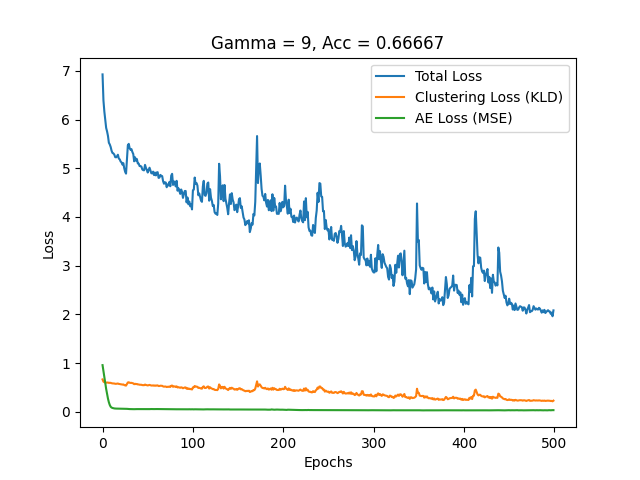 Gamma = 9, Acc = 0.66667
Total Loss
Clustering Loss (KLD)
AE Loss (MSE)
7
6
5
4
3
2
1
0
Loss
0 100 200 300 400 500
Epochs